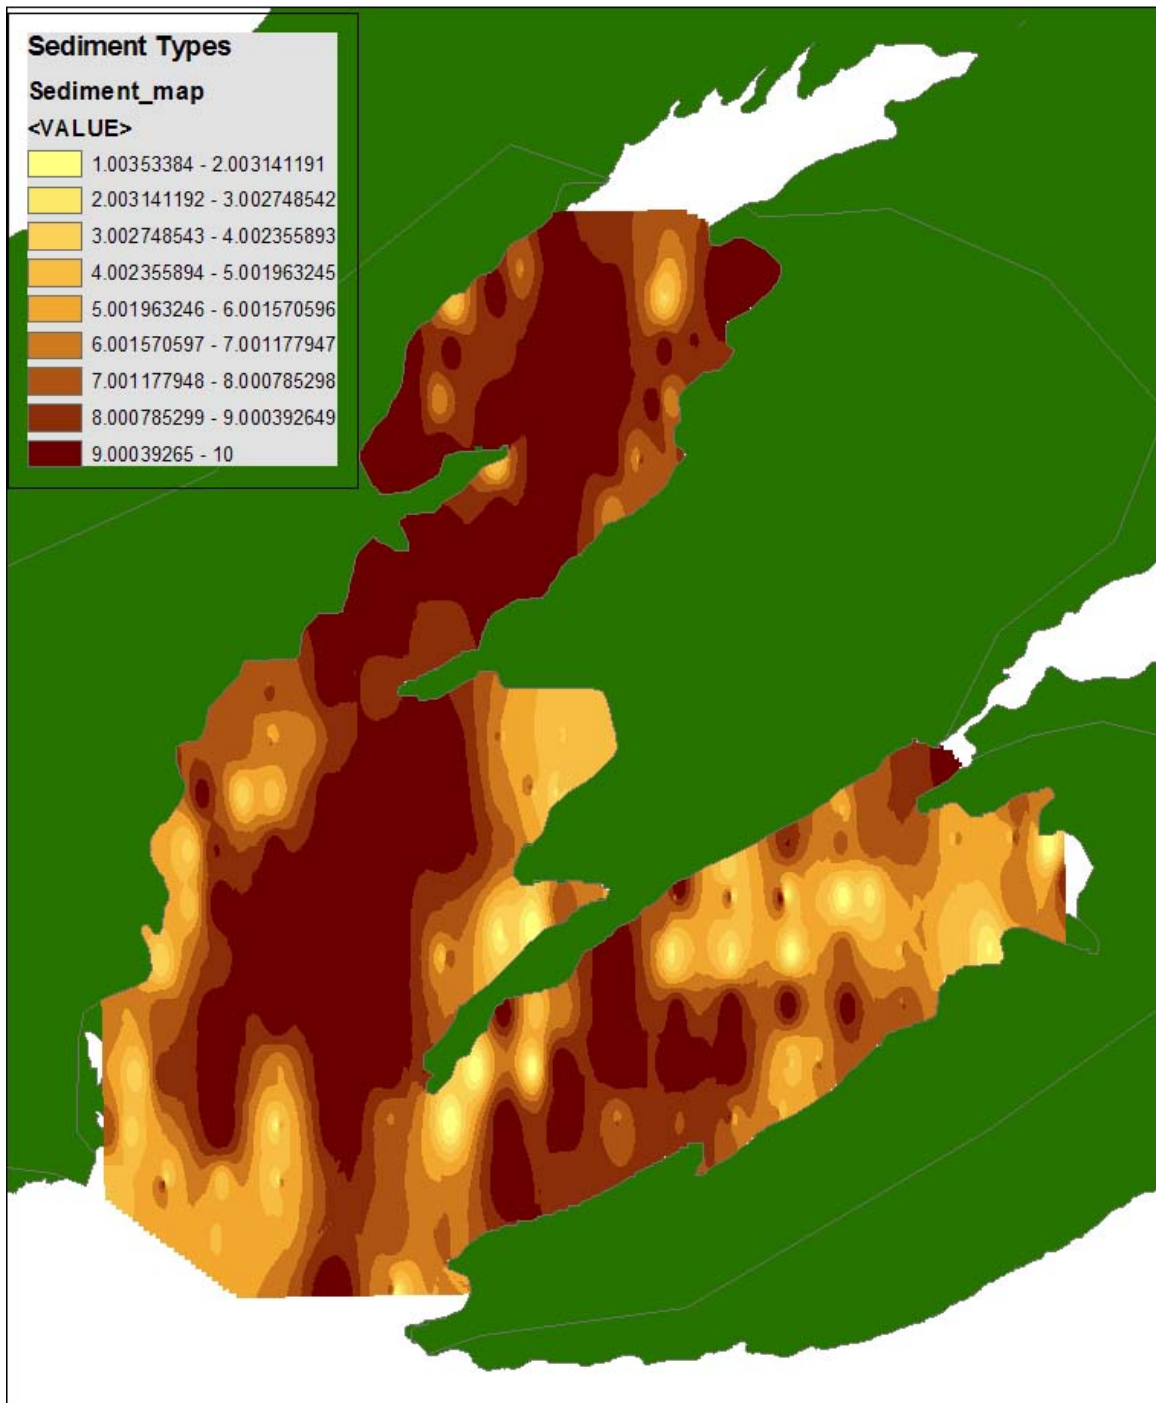 Sediment Types
Sediment_map
<VALUE>
1.00353384 - 2.003141191
2.003141192 - 3.002748542
3.002748543 - 4.002355893
4.002355894 - 5.001963245
5.001963246 - 6.001570596
6.001570597 - 7.001177947
7.001177948 - 8.000785298
8.000785299 - 9.000392649
9.00039265 - 10